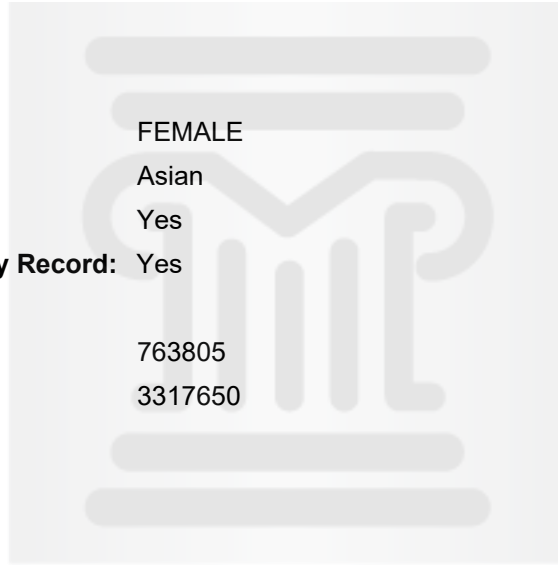 FEMALE
Asian
Yes
y Record: Yes
763805
3317650